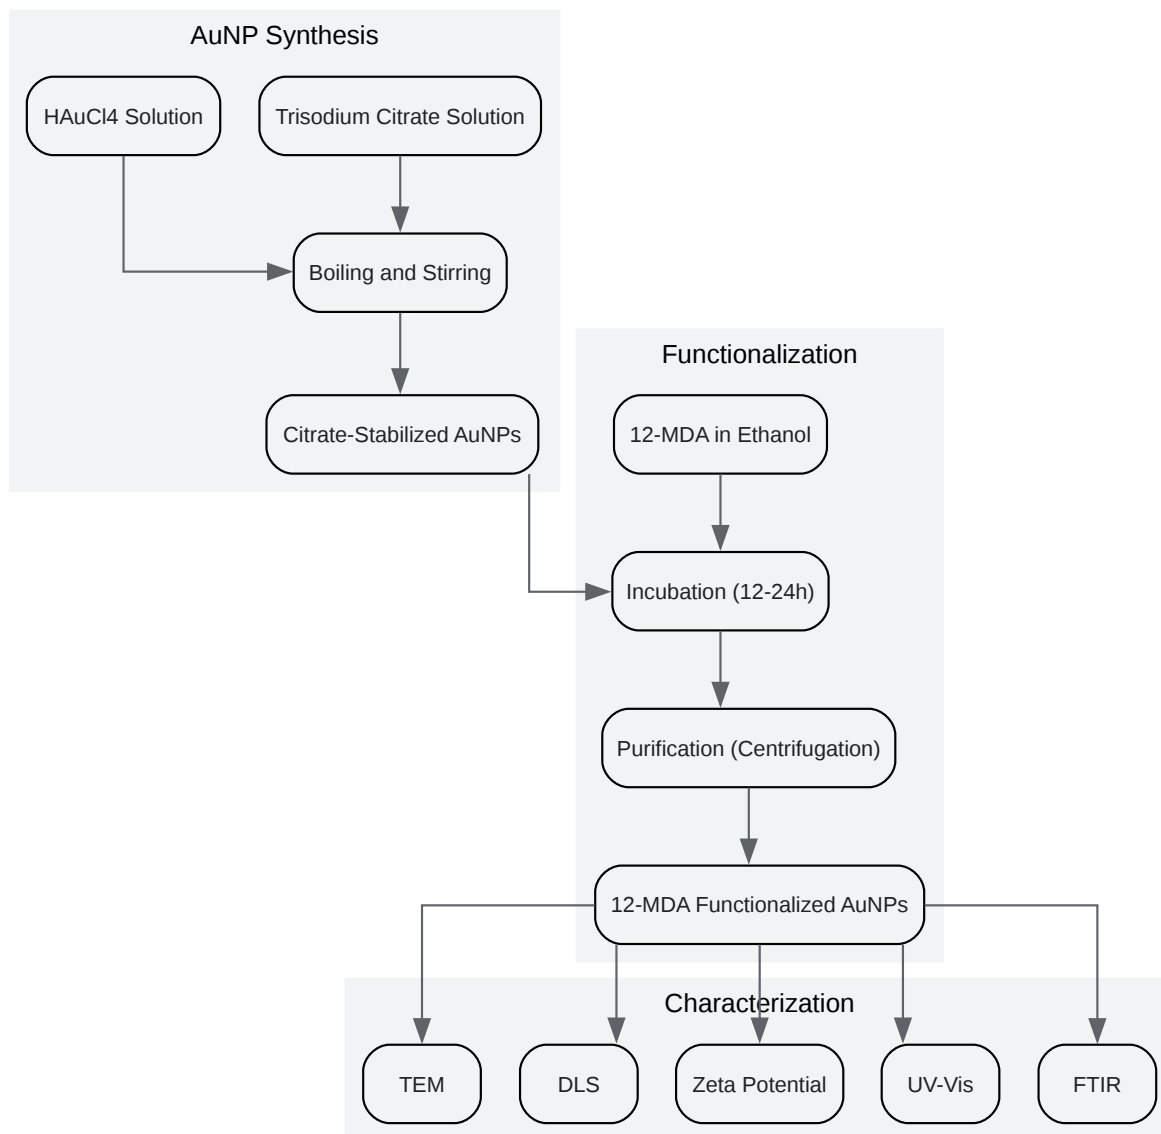 AuNP Synthesis
HAuCl4 Solution
Trisodium Citrate Solution
Boiling and Stirring
Citrate-Stabilized AuNPs
Functionalization
12-MDA in Ethanol
Incubation (12-24h)
Purification (Centrifugation)
12-MDA Functionalized AuNPs
Characterization
TEM
DLS
Zeta Potential
UV-Vis
FTIR